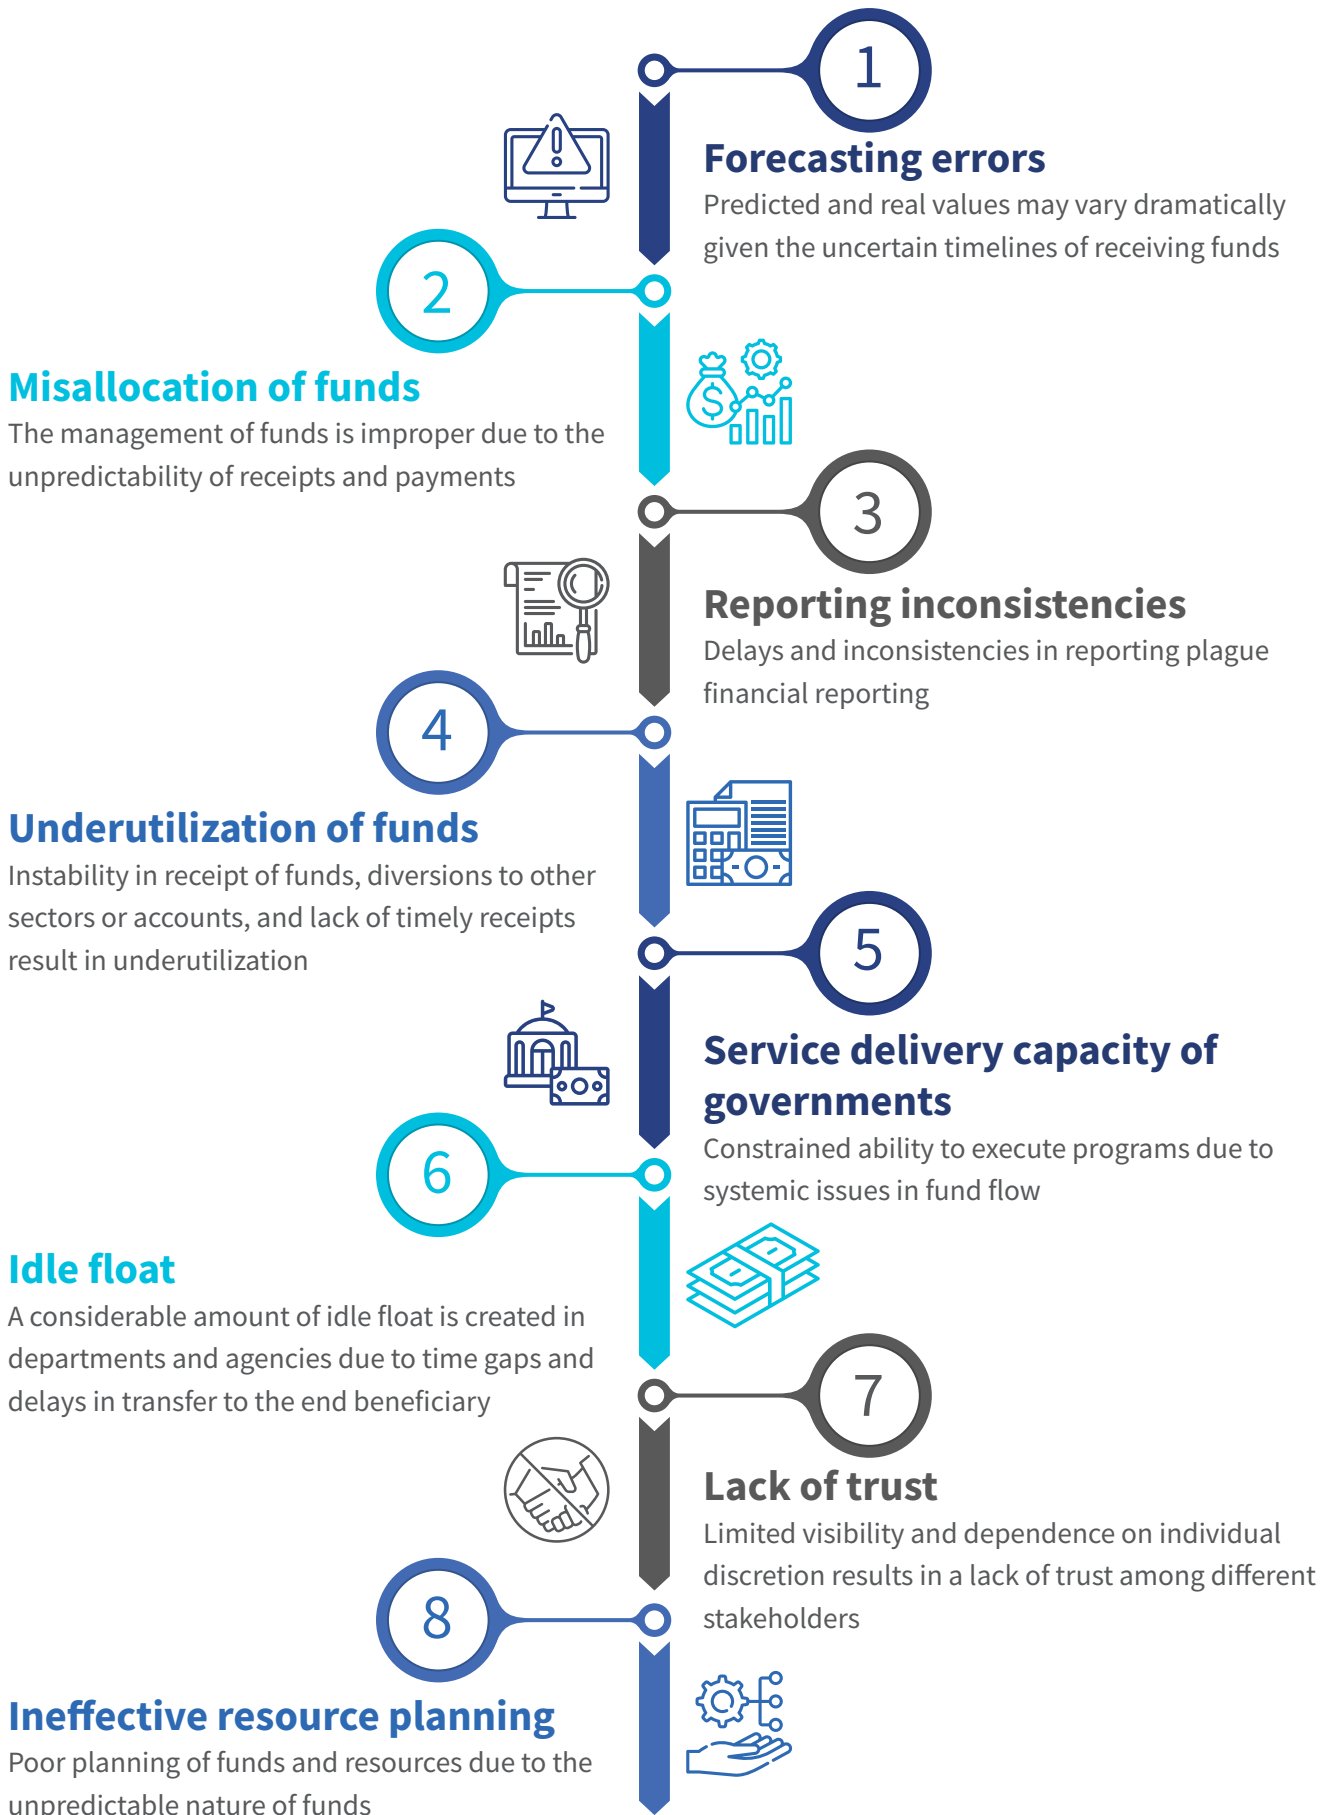 1
Forecasting errors
Predicted and real values may vary dramatically
given the uncertain timelines of receiving funds
2
Misallocation of funds
The management of funds is improper due to the
unpredictability of receipts and payments
$
3
Reporting inconsistencies
Delays and inconsistencies in reporting plague
financial reporting
4
Underutilization of funds
Instability in receipt of funds, diversions to other
sectors or accounts, and lack of timely receipts
result in underutilization
5
Service delivery capacity of
governments
Constrained ability to execute programs due to
systemic issues in fund flow
6
Idle float
A considerable amount of idle float is created in
departments and agencies due to time gaps and
delays in transfer to the end beneficiary
7
Lack of trust
Limited visibility and dependence on individual
discretion results in a lack of trust among different
stakeholders
8
Ineffective resource planning
Poor planning of funds and resources due to the
unpredictable nature of funds